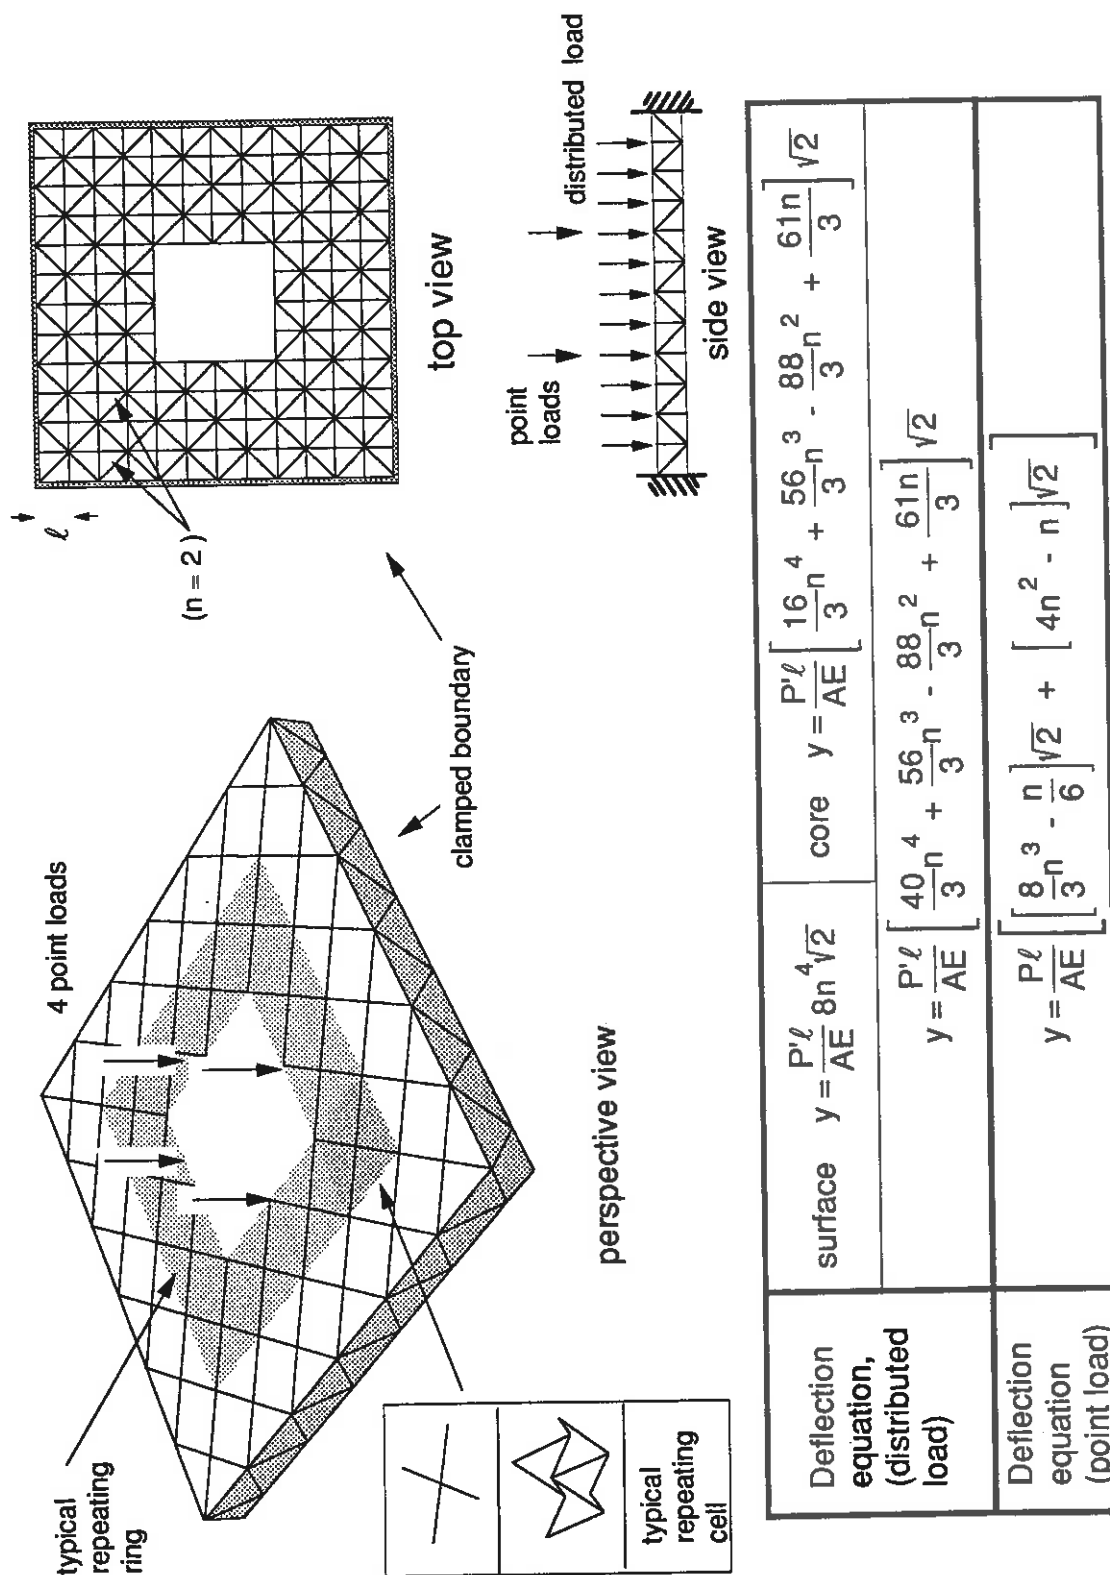 typical
repeating
ring
4 point loads
clamped boundary
perspective view
typical
repeating
cell
ℓ
(n = 2 )
top view
point
loads
distributed load
side view
Deflection
equation,
(distributed
load)
surface y = P'ℓ/AE 8n⁴√2
core y = P'ℓ/AE [ 16/3 n⁴ + 56/3 n³ - 88/3 n² + 61n/3 ] √2
y = P'ℓ/AE [ 40/3 n⁴ + 56/3 n³ - 88/3 n² + 61n/3 ] √2
Deflection
equation
(point load)
y = Pℓ/AE [ [ 8/3 n³ - n/6 ] √2 + [ 4n² - n ] √2 ]